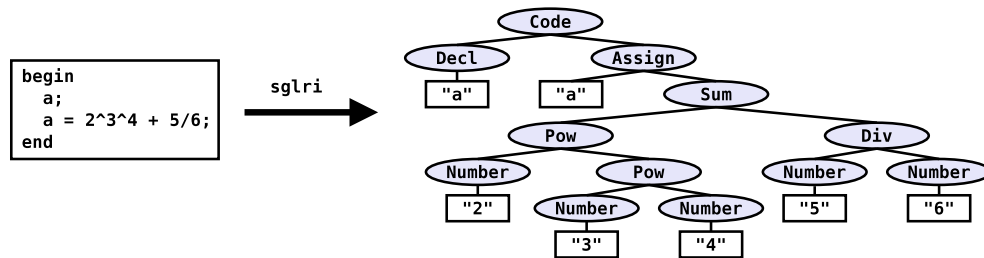 begin
a;
a = 2^3^4 + 5/6;
end
sglri
Code
Decl
Assign
"a"
"a"
Sum
Pow
Div
Number
Pow
Number
Number
"2"
Number
Number
"5"
"6"
"3"
"4"